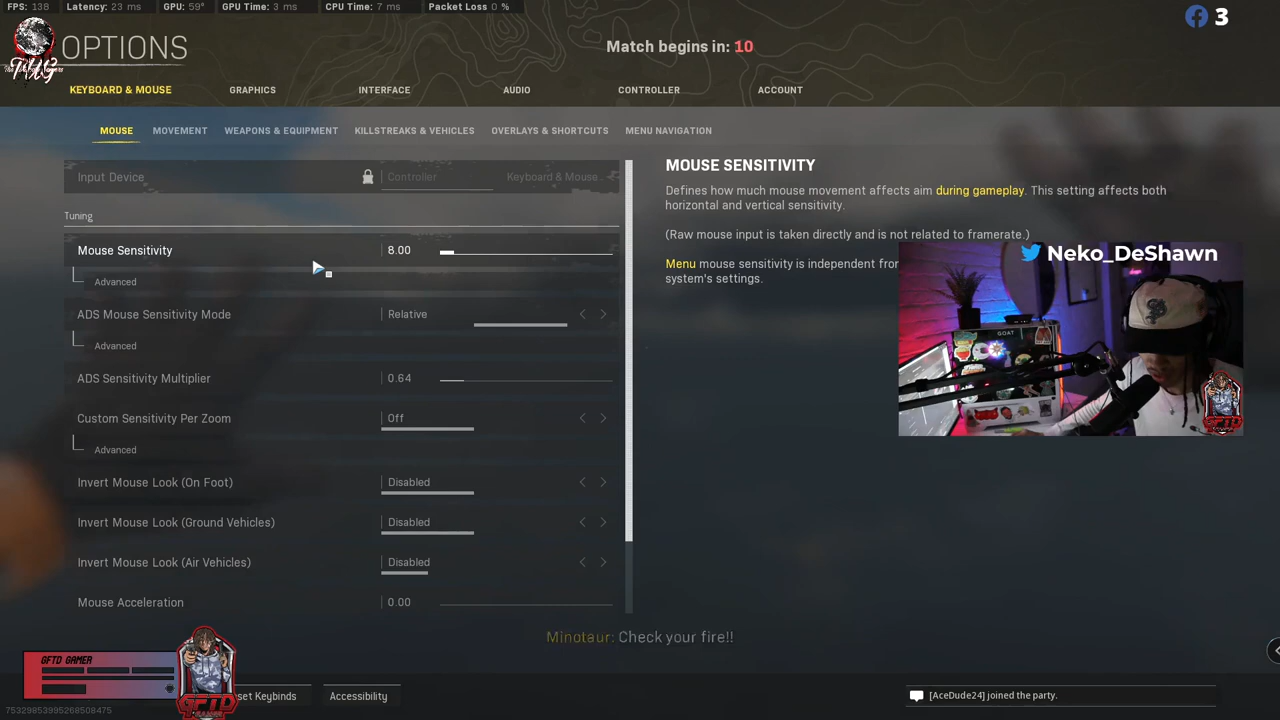 FPS: 138 Latency: 23 ms GPU: 59° GPU Time: 3 ms CPU Time: 7 ms Packet Loss 0 %
3
OPTIONS
Match begins in: 10
KEYBOARD & MOUSE GRAPHICS INTERFACE AUDIO CONTROLLER ACCOUNT
MOUSE MOVEMENT WEAPONS & EQUIPMENT KILLSTREAKS & VEHICLES OVERLAYS & SHORTCUTS MENU NAVIGATION
Input Device Controller Keyboard & Mouse...
Tuning
Mouse Sensitivity 8.00
Advanced
ADS Mouse Sensitivity Mode Relative
Advanced
ADS Sensitivity Multiplier 0.64
Custom Sensitivity Per Zoom Off
Advanced
Invert Mouse Look (On Foot) Disabled
Invert Mouse Look (Ground Vehicles) Disabled
Invert Mouse Look (Air Vehicles) Disabled
Mouse Acceleration 0.00
MOUSE SENSITIVITY
Defines how much mouse movement affects aim during gameplay. This setting affects both
horizontal and vertical sensitivity.
(Raw mouse input is taken directly and is not related to framerate.)
Menu mouse sensitivity is independent from
system's settings.
Neko_DeShawn
GOAT
GFTD
Minotaur: Check your fire!!
GFTD GAMER
GFTD
set Keybinds Accessibility
[AceDude24] joined the party.
75329853995268508475